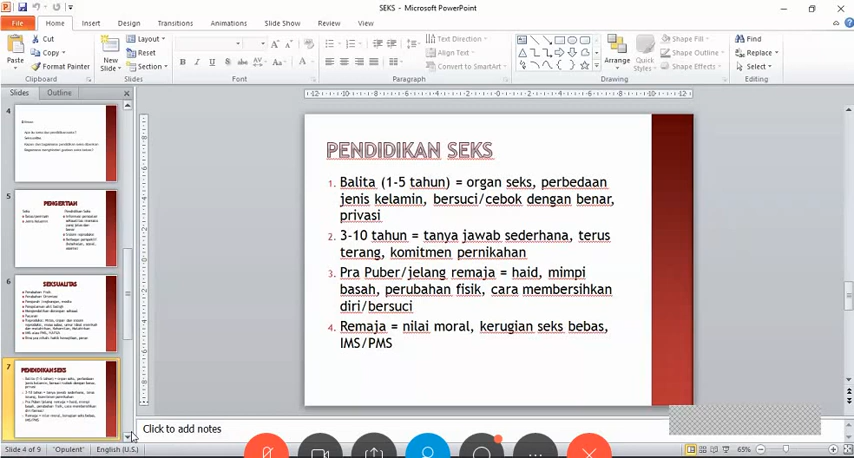 SEKS - Microsoft PowerPoint
File Home Insert Design Transitions Animations Slide Show Review View
Cut
Copy
Format Painter
Paste
Clipboard
New
Slide
Layout
Reset
Section
Slides
Font
Paragraph
Text Direction
Align Text
Convert to SmartArt
Arrange
Quick
Styles
Shape Fill
Shape Outline
Shape Effects
Drawing
Find
Replace
Select
Editing
Slides Outline
4
5
PENGERTIAN
6
SEKSUALITAS
7
PENDIDIKAN SEKS
PENDIDIKAN SEKS
1. Balita (1-5 tahun) = organ seks, perbedaan
jenis kelamin, bersuci/cebok dengan benar,
privasi
2. 3-10 tahun = tanya jawab sederhana, terus
terang, komitmen pernikahan
3. Pra Puber/jelang remaja = haid, mimpi
basah, perubahan fisik, cara membersihkan
diri/bersuci
4. Remaja = nilai moral, kerugian seks bebas,
IMS/PMS
Click to add notes
Slide 4 of 9 "Opulent" English (U.S.) 65%